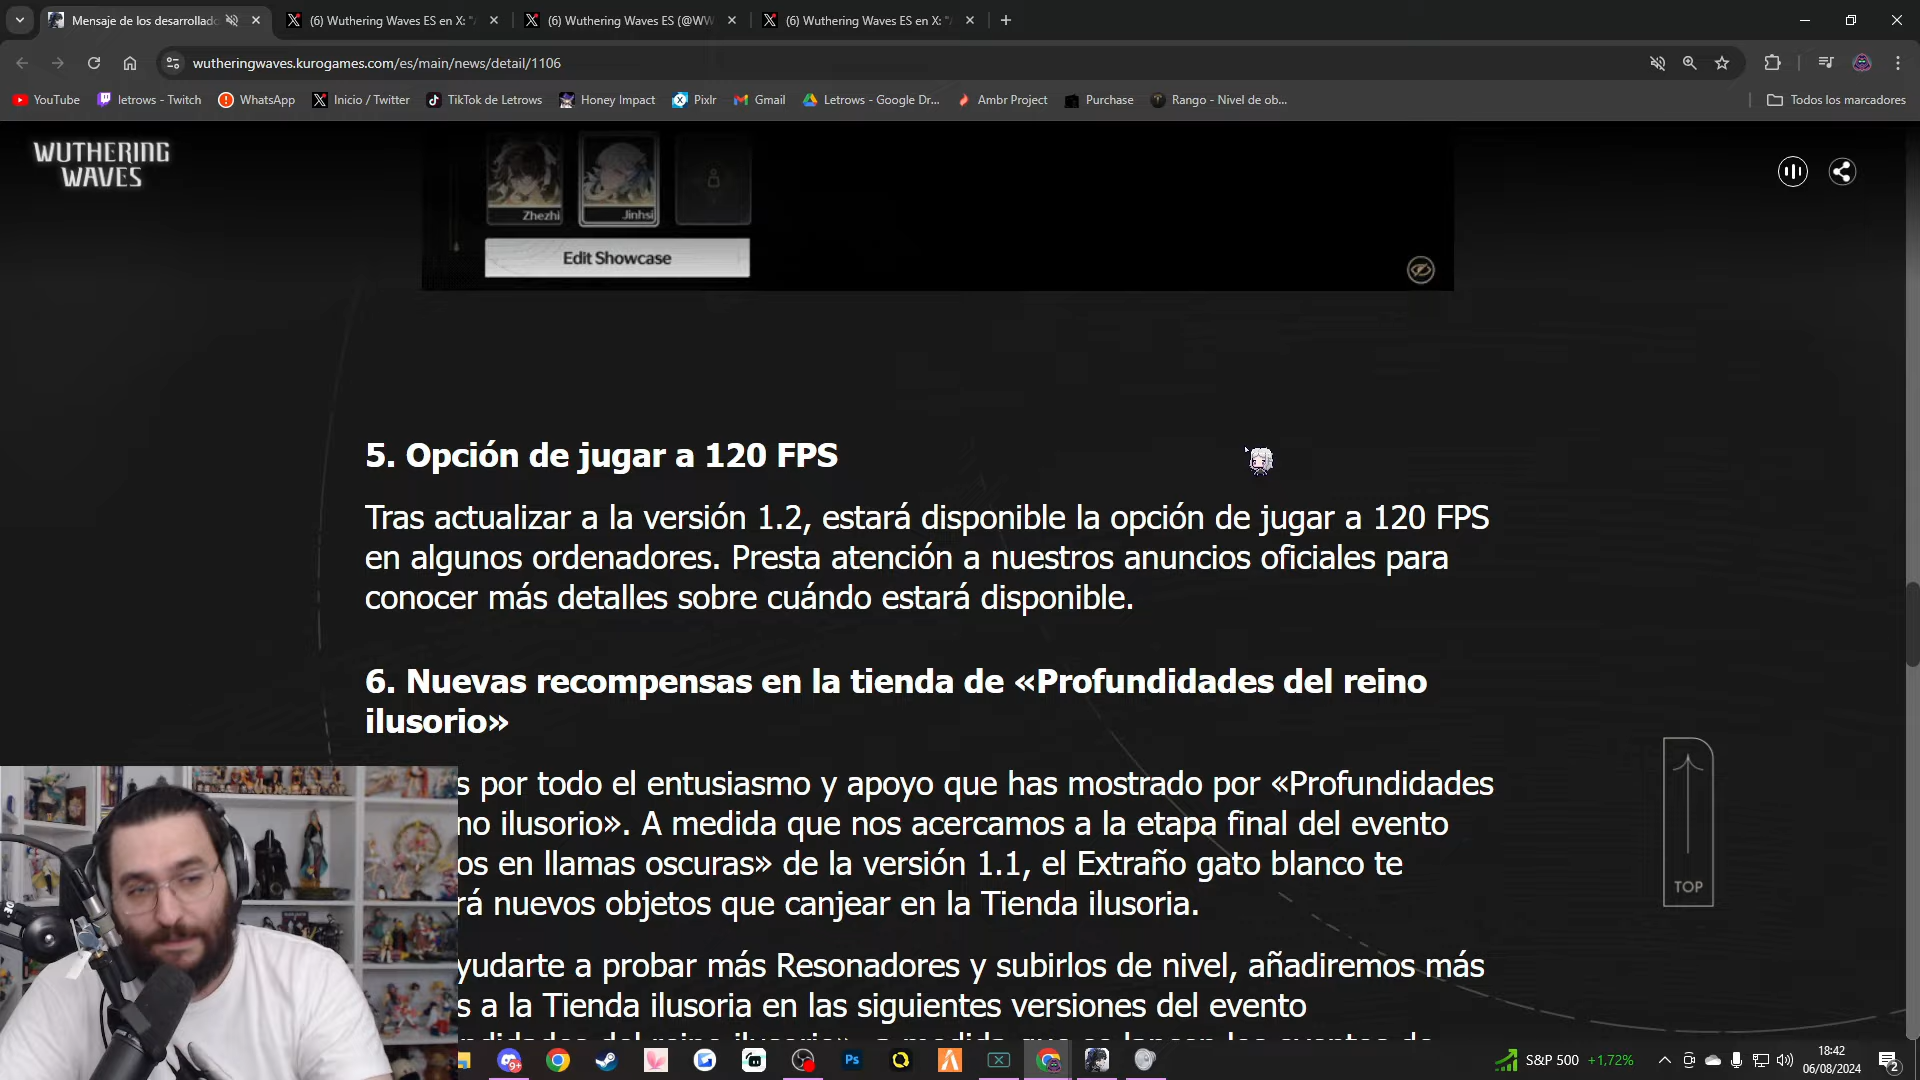 Mensaje de los desarrollado
(6) Wuthering Waves ES en X: "
(6) Wuthering Waves ES (@WW
(6) Wuthering Waves ES en X: "
wutheringwaves.kurogames.com/es/main/news/detail/1106
YouTube
letrows - Twitch
WhatsApp
Inicio / Twitter
TikTok de Letrows
Honey Impact
Pixlr
Gmail
Letrows - Google Dr...
Ambr Project
Purchase
Rango - Nivel de ob...
Todos los marcadores
WUTHERING
WAVES
Zhezhi
Jinhsi
Edit Showcase
5. Opción de jugar a 120 FPS
Tras actualizar a la versión 1.2, estará disponible la opción de jugar a 120 FPS
en algunos ordenadores. Presta atención a nuestros anuncios oficiales para
conocer más detalles sobre cuándo estará disponible.
6. Nuevas recompensas en la tienda de «Profundidades del reino
ilusorio»
s por todo el entusiasmo y apoyo que has mostrado por «Profundidades
no ilusorio». A medida que nos acercamos a la etapa final del evento
os en llamas oscuras» de la versión 1.1, el Extraño gato blanco te
rá nuevos objetos que canjear en la Tienda ilusoria.
yudarte a probar más Resonadores y subirlos de nivel, añadiremos más
s a la Tienda ilusoria en las siguientes versiones del evento
TOP
S&P 500 +1,72%
18:42
06/08/2024
2